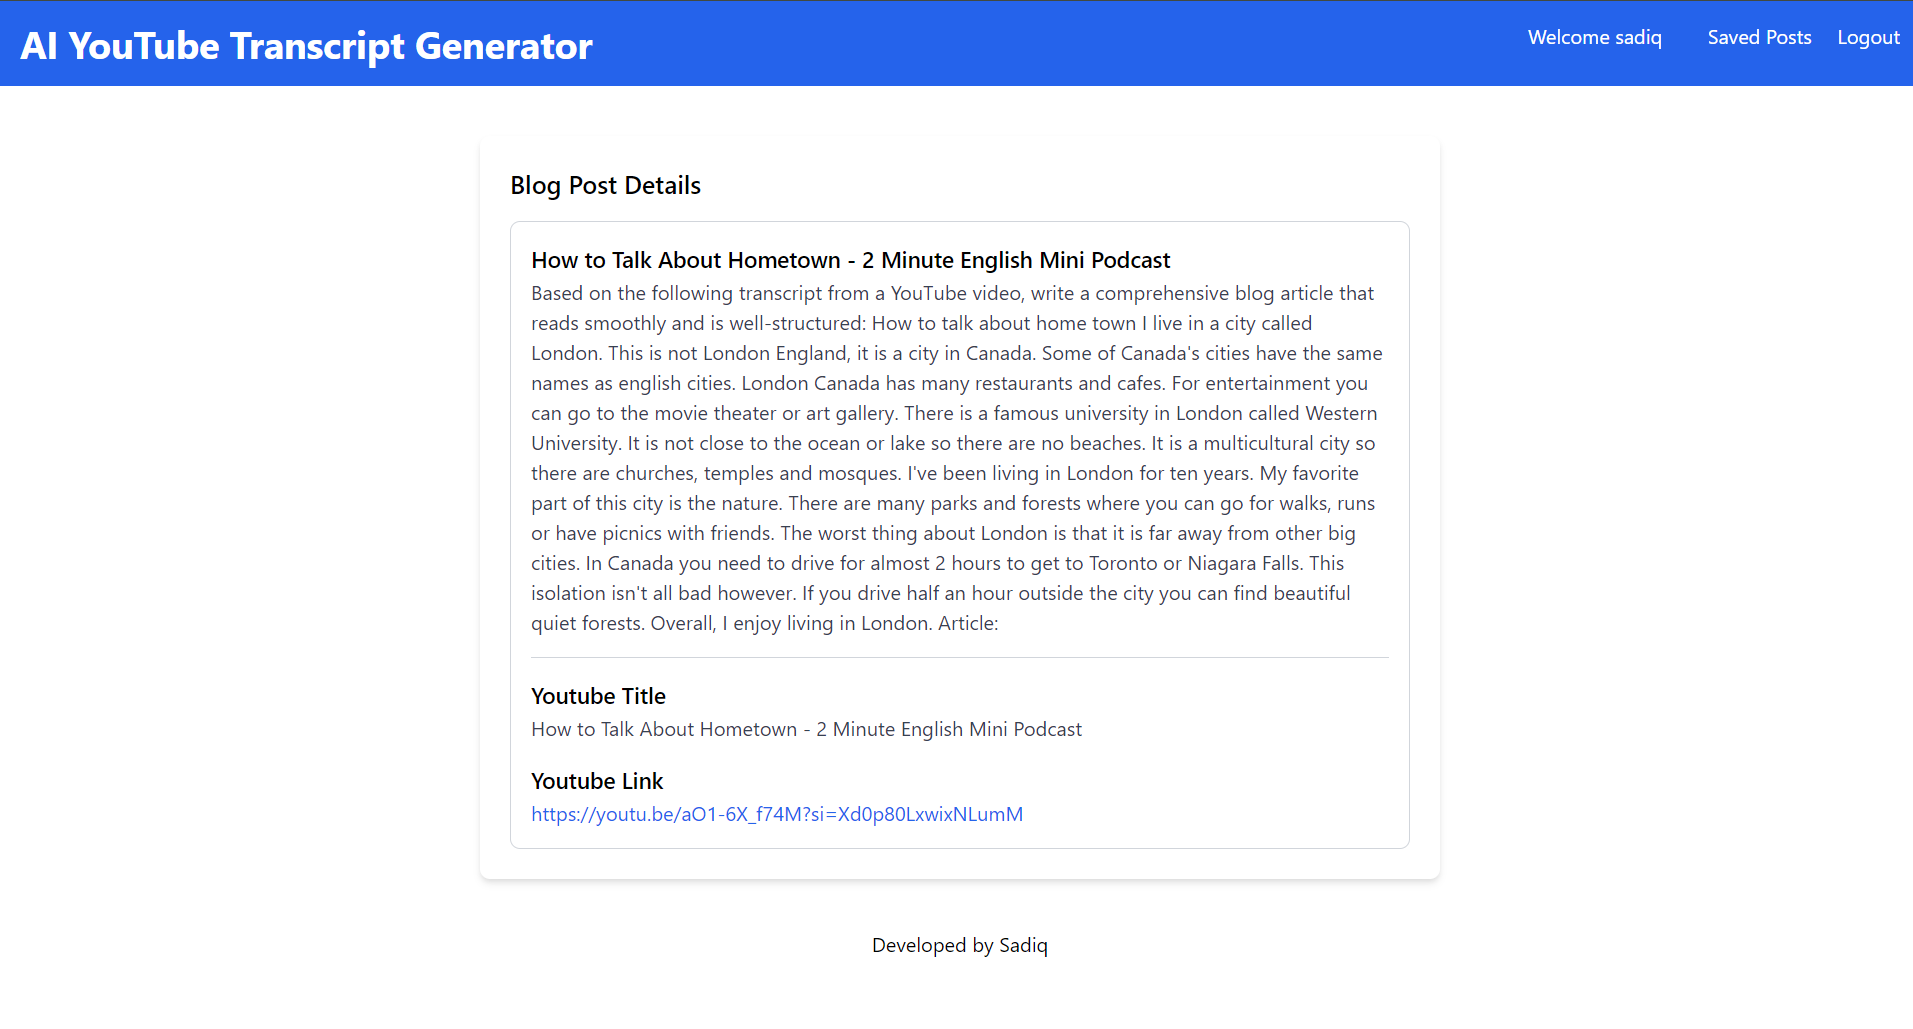 AI YouTube Transcript Generator
Welcome sadiq
Saved Posts
Logout
Blog Post Details
How to Talk About Hometown - 2 Minute English Mini Podcast
Based on the following transcript from a YouTube video, write a comprehensive blog article that
reads smoothly and is well-structured: How to talk about home town I live in a city called
London. This is not London England, it is a city in Canada. Some of Canada's cities have the same
names as english cities. London Canada has many restaurants and cafes. For entertainment you
can go to the movie theater or art gallery. There is a famous university in London called Western
University. It is not close to the ocean or lake so there are no beaches. It is a multicultural city so
there are churches, temples and mosques. I've been living in London for ten years. My favorite
part of this city is the nature. There are many parks and forests where you can go for walks, runs
or have picnics with friends. The worst thing about London is that it is far away from other big
cities. In Canada you need to drive for almost 2 hours to get to Toronto or Niagara Falls. This
isolation isn't all bad however. If you drive half an hour outside the city you can find beautiful
quiet forests. Overall, I enjoy living in London. Article:
Youtube Title
How to Talk About Hometown - 2 Minute English Mini Podcast
Youtube Link
https://youtu.be/aO1-6X_f74M?si=Xd0p80LxwixNLumM
Developed by Sadiq